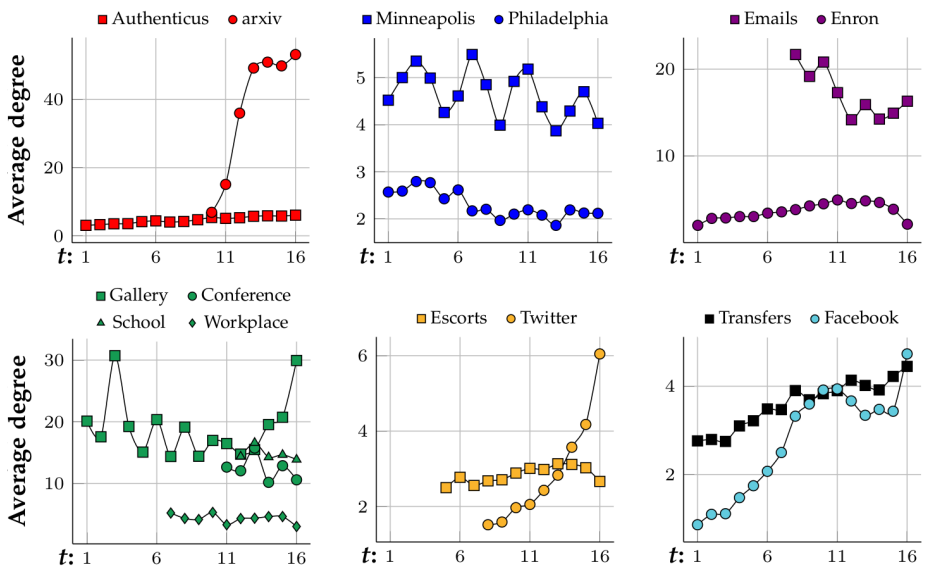 Authenticus arxiv
Average degree
40
20
0
t: 1 6 11 16
Minneapolis Philadelphia
5
4
3
2
t: 1 6 11 16
Emails Enron
20
10
t: 1 6 11 16
Gallery Conference
School Workplace
Average degree
30
20
10
t: 1 6 11 16
Escorts Twitter
6
4
2
t: 1 6 11 16
Transfers Facebook
4
2
t: 1 6 11 16